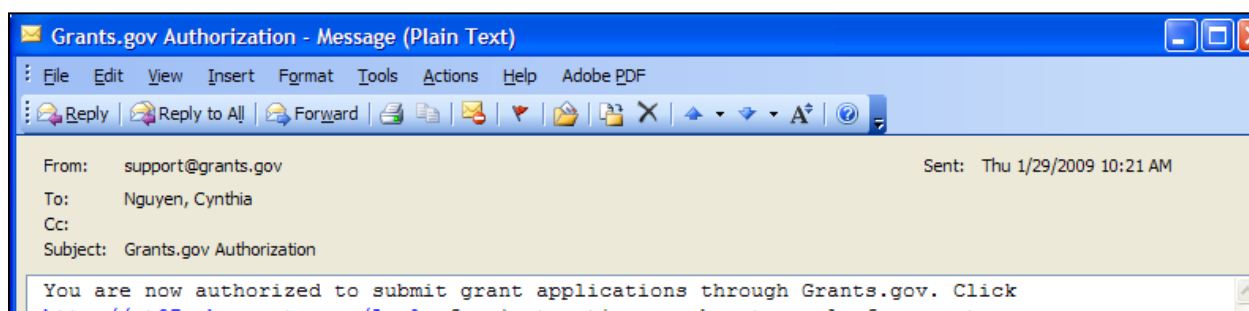 Grants.gov Authorization - Message (Plain Text)
File Edit View Insert Format Tools Actions Help Adobe PDF
Reply Reply to All Forward
From: support@grants.gov Sent: Thu 1/29/2009 10:21 AM
To: Nguyen, Cynthia
Cc:
Subject: Grants.gov Authorization
You are now authorized to submit grant applications through Grants.gov. Click